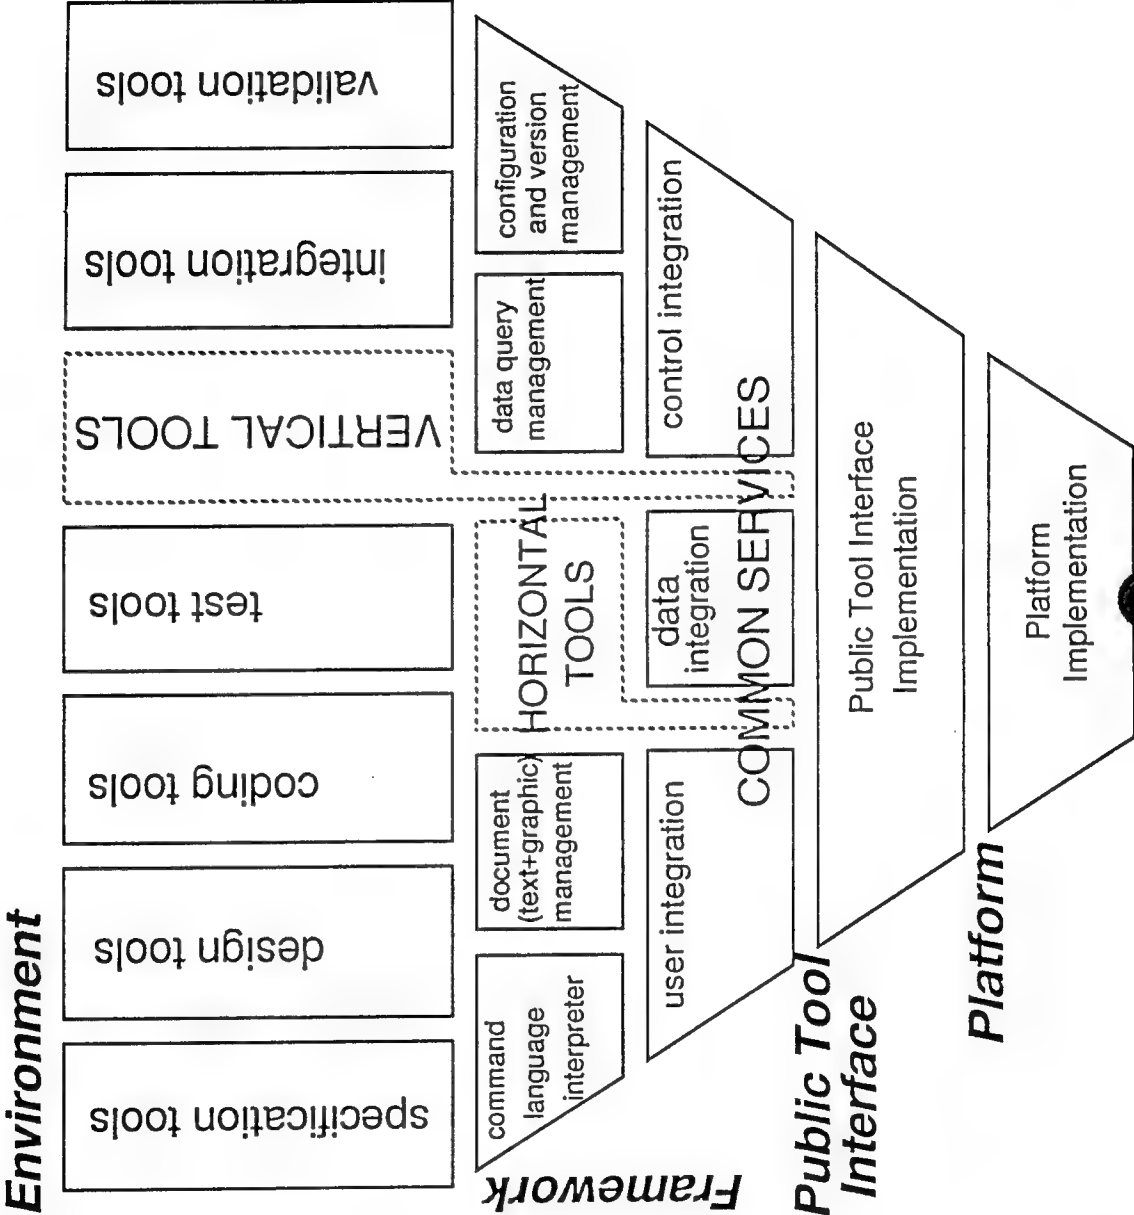 Environment
specification tools
design tools
coding tools
test tools
VERTICAL TOOLS
integration tools
validation tools
Framework
command
language
interpreter
document
(text+graphic)
management
HORIZONTAL
TOOLS
data query
management
configuration
and version
management
user integration
data
integration
control integration
COMMON SERVICES
Public Tool
Interface
Public Tool Interface
Implementation
Platform
Platform
Implementation